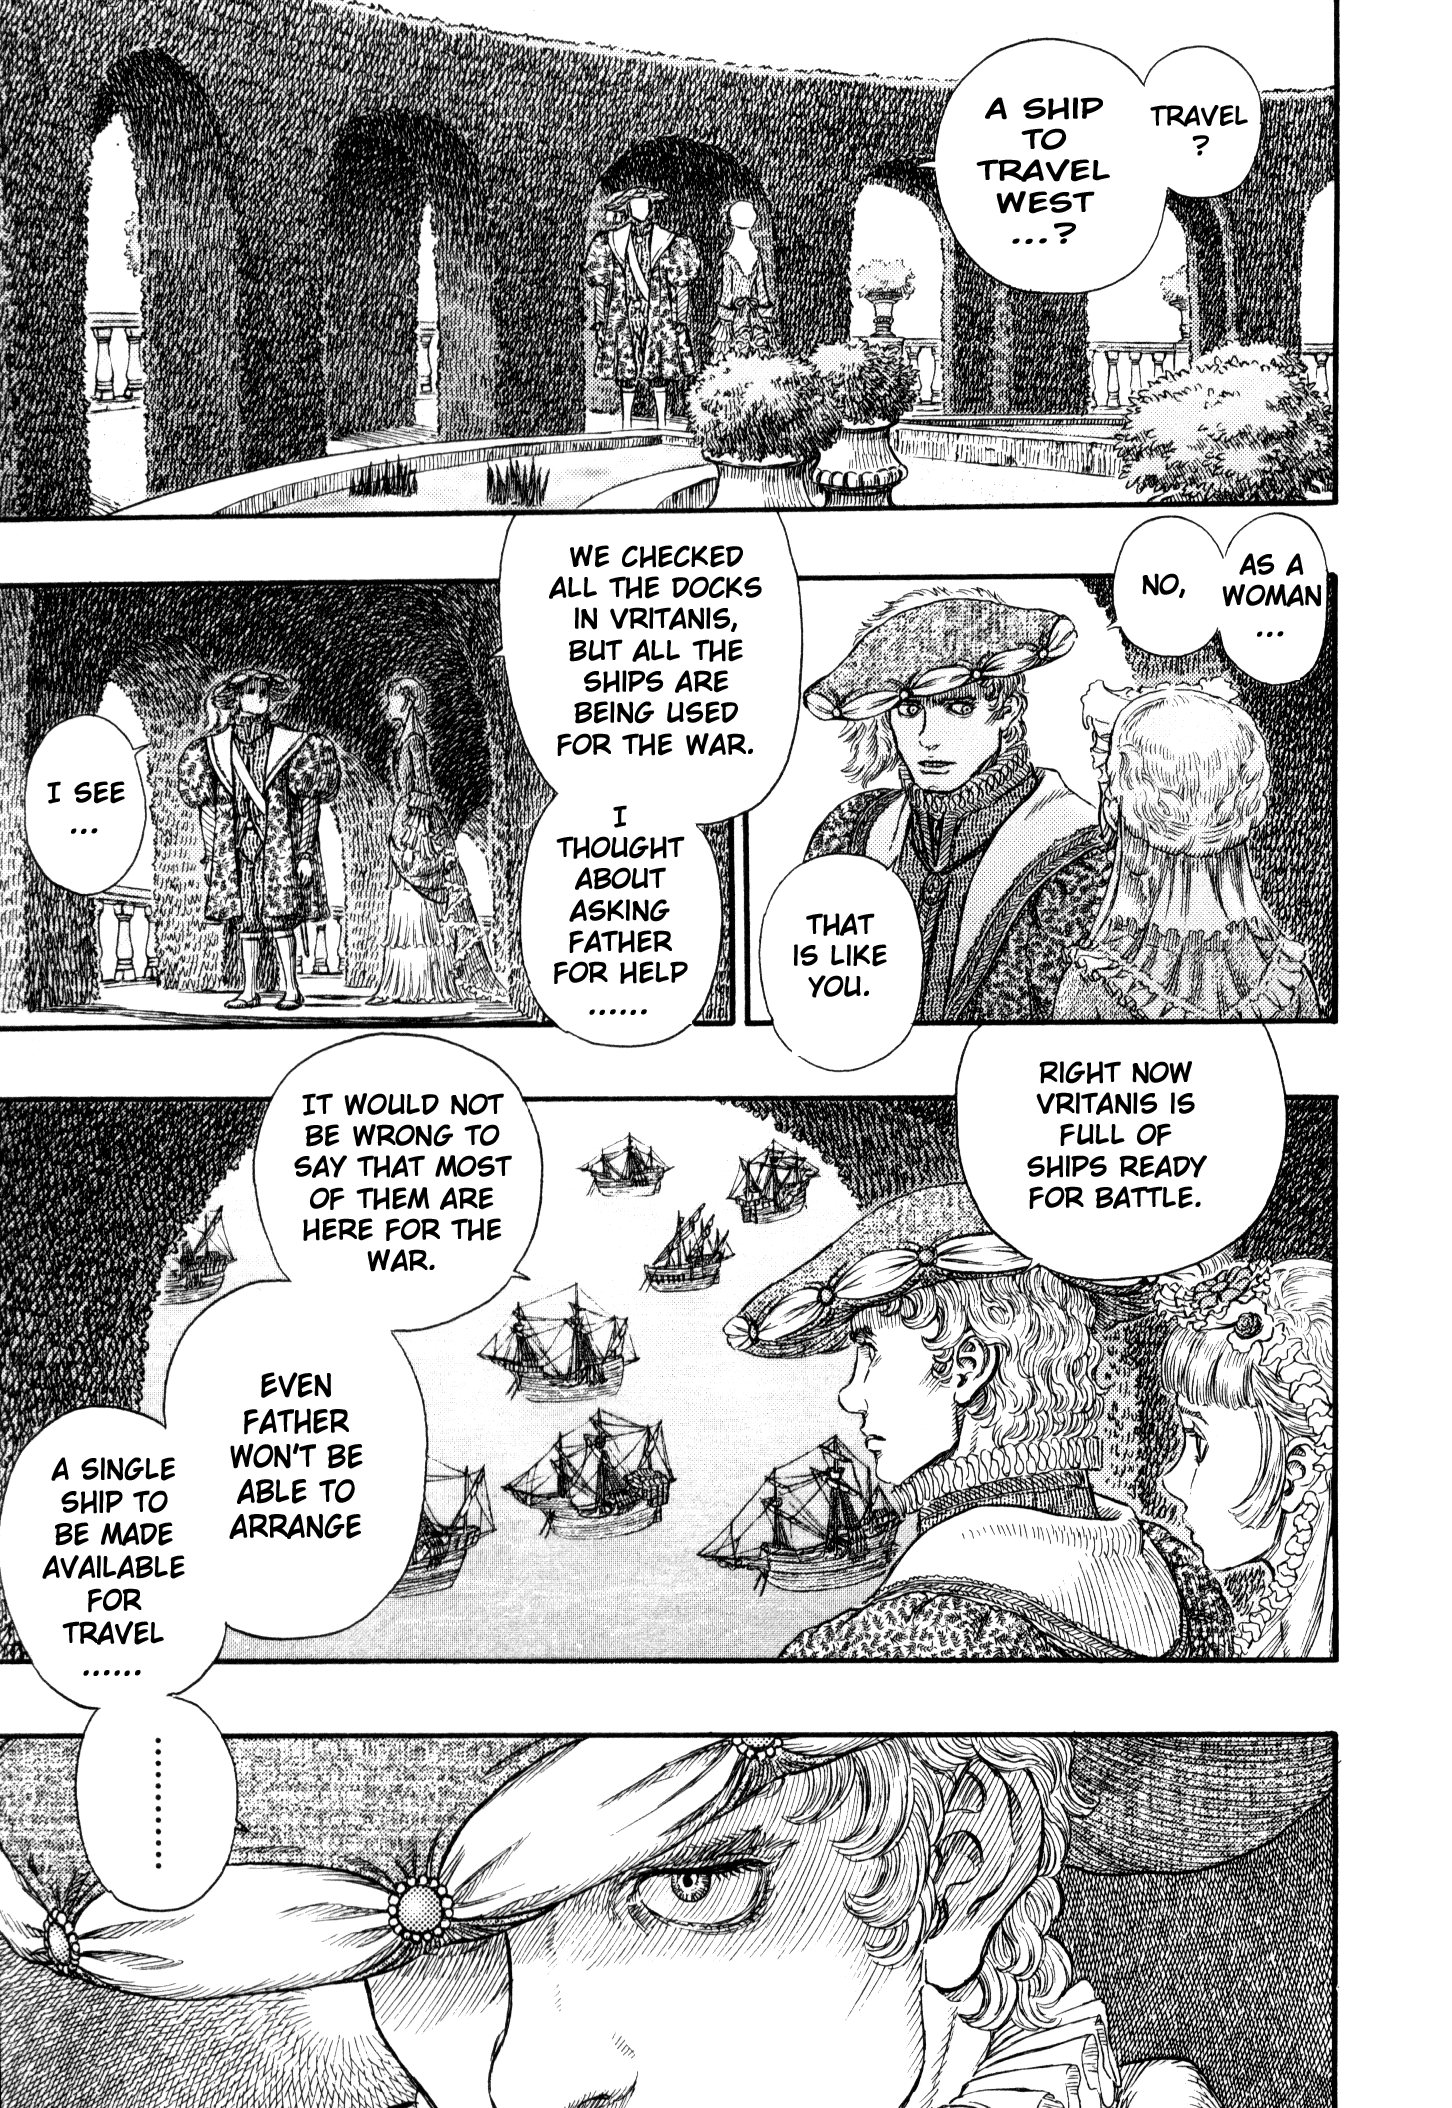 TRAVEL
?
A SHIP
TO
TRAVEL
WEST
...?
AS A
WOMAN
...
NO,
THAT
IS LIKE
YOU.
WE CHECKED
ALL THE DOCKS
IN VRITANIS,
BUT ALL THE
SHIPS ARE
BEING USED
FOR THE WAR.
I
THOUGHT
ABOUT
ASKING
FATHER
FOR HELP
......
I SEE
...
RIGHT NOW
VRITANIS IS
FULL OF
SHIPS READY
FOR BATTLE.
IT WOULD NOT
BE WRONG TO
SAY THAT MOST
OF THEM ARE
HERE FOR THE
WAR.
EVEN
FATHER
WON'T BE
ABLE TO
ARRANGE
A SINGLE
SHIP TO
BE MADE
AVAILABLE
FOR
TRAVEL
......
.........